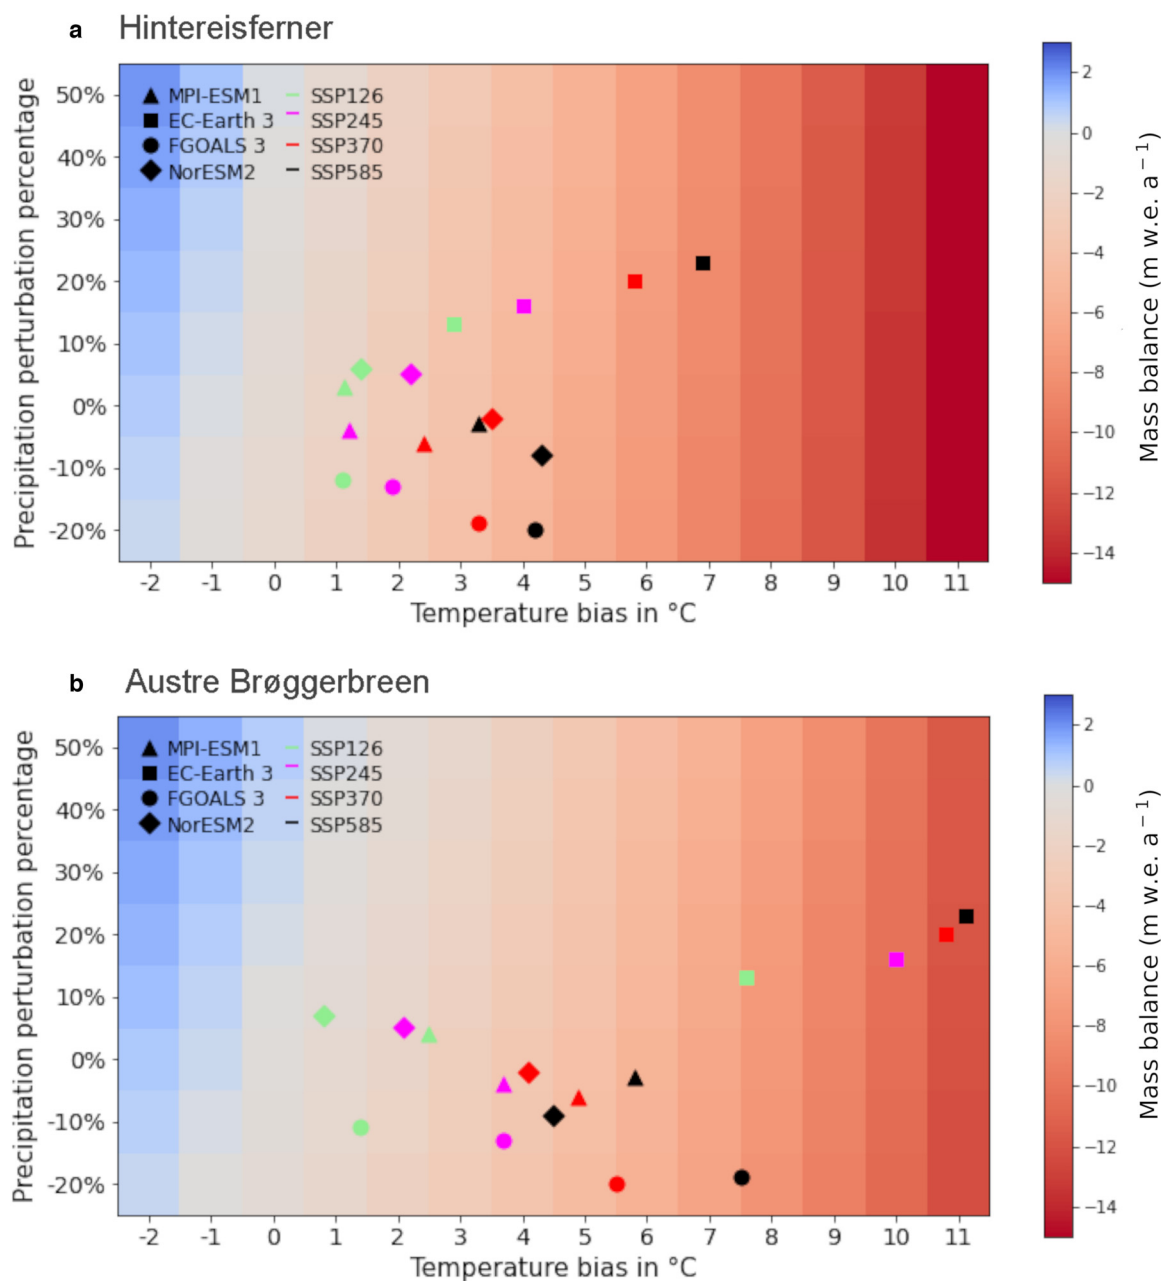 a Hintereisferner
Precipitation perturbation percentage
50%
40%
30%
20%
10%
0%
-10%
-20%
MPI-ESM1
EC-Earth 3
FGOALS 3
NorESM2
SSP126
SSP245
SSP370
SSP585
-2 -1 0 1 2 3 4 5 6 7 8 9 10 11
Temperature bias in °C
2
0
−2
−4
−6
−8
−10
−12
−14
Mass balance (m w.e. a⁻¹)
b Austre Brøggerbreen
Precipitation perturbation percentage
50%
40%
30%
20%
10%
0%
-10%
-20%
MPI-ESM1
EC-Earth 3
FGOALS 3
NorESM2
SSP126
SSP245
SSP370
SSP585
-2 -1 0 1 2 3 4 5 6 7 8 9 10 11
Temperature bias in °C
2
0
−2
−4
−6
−8
−10
−12
−14
Mass balance (m w.e. a⁻¹)